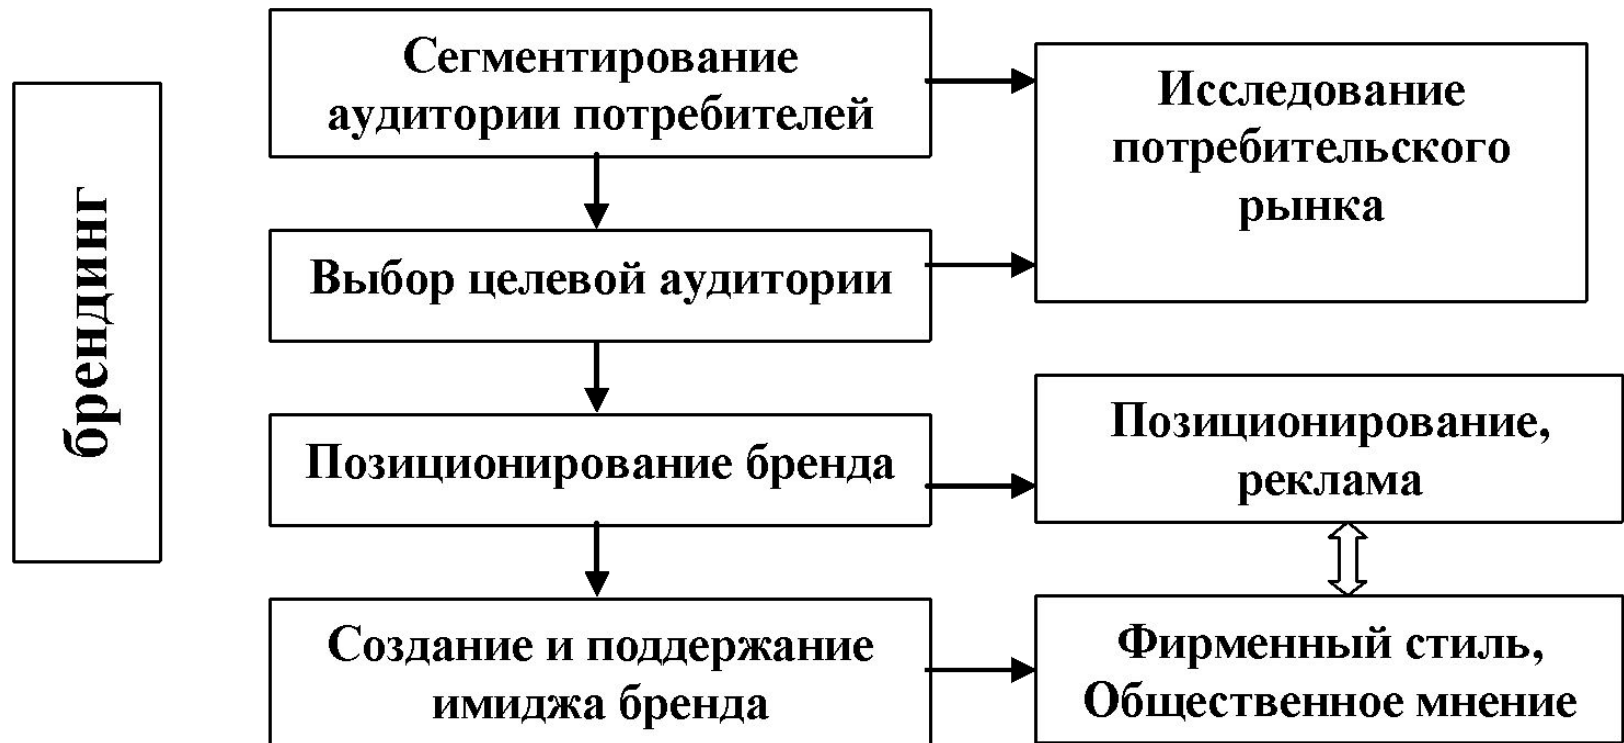 брендинг
Сегментирование
аудитории потребителей
Исследование
потребительского
рынка
Выбор целевой аудитории
Позиционирование бренда
Позиционирование,
реклама
Создание и поддержание
имиджа бренда
Фирменный стиль,
Общественное мнение